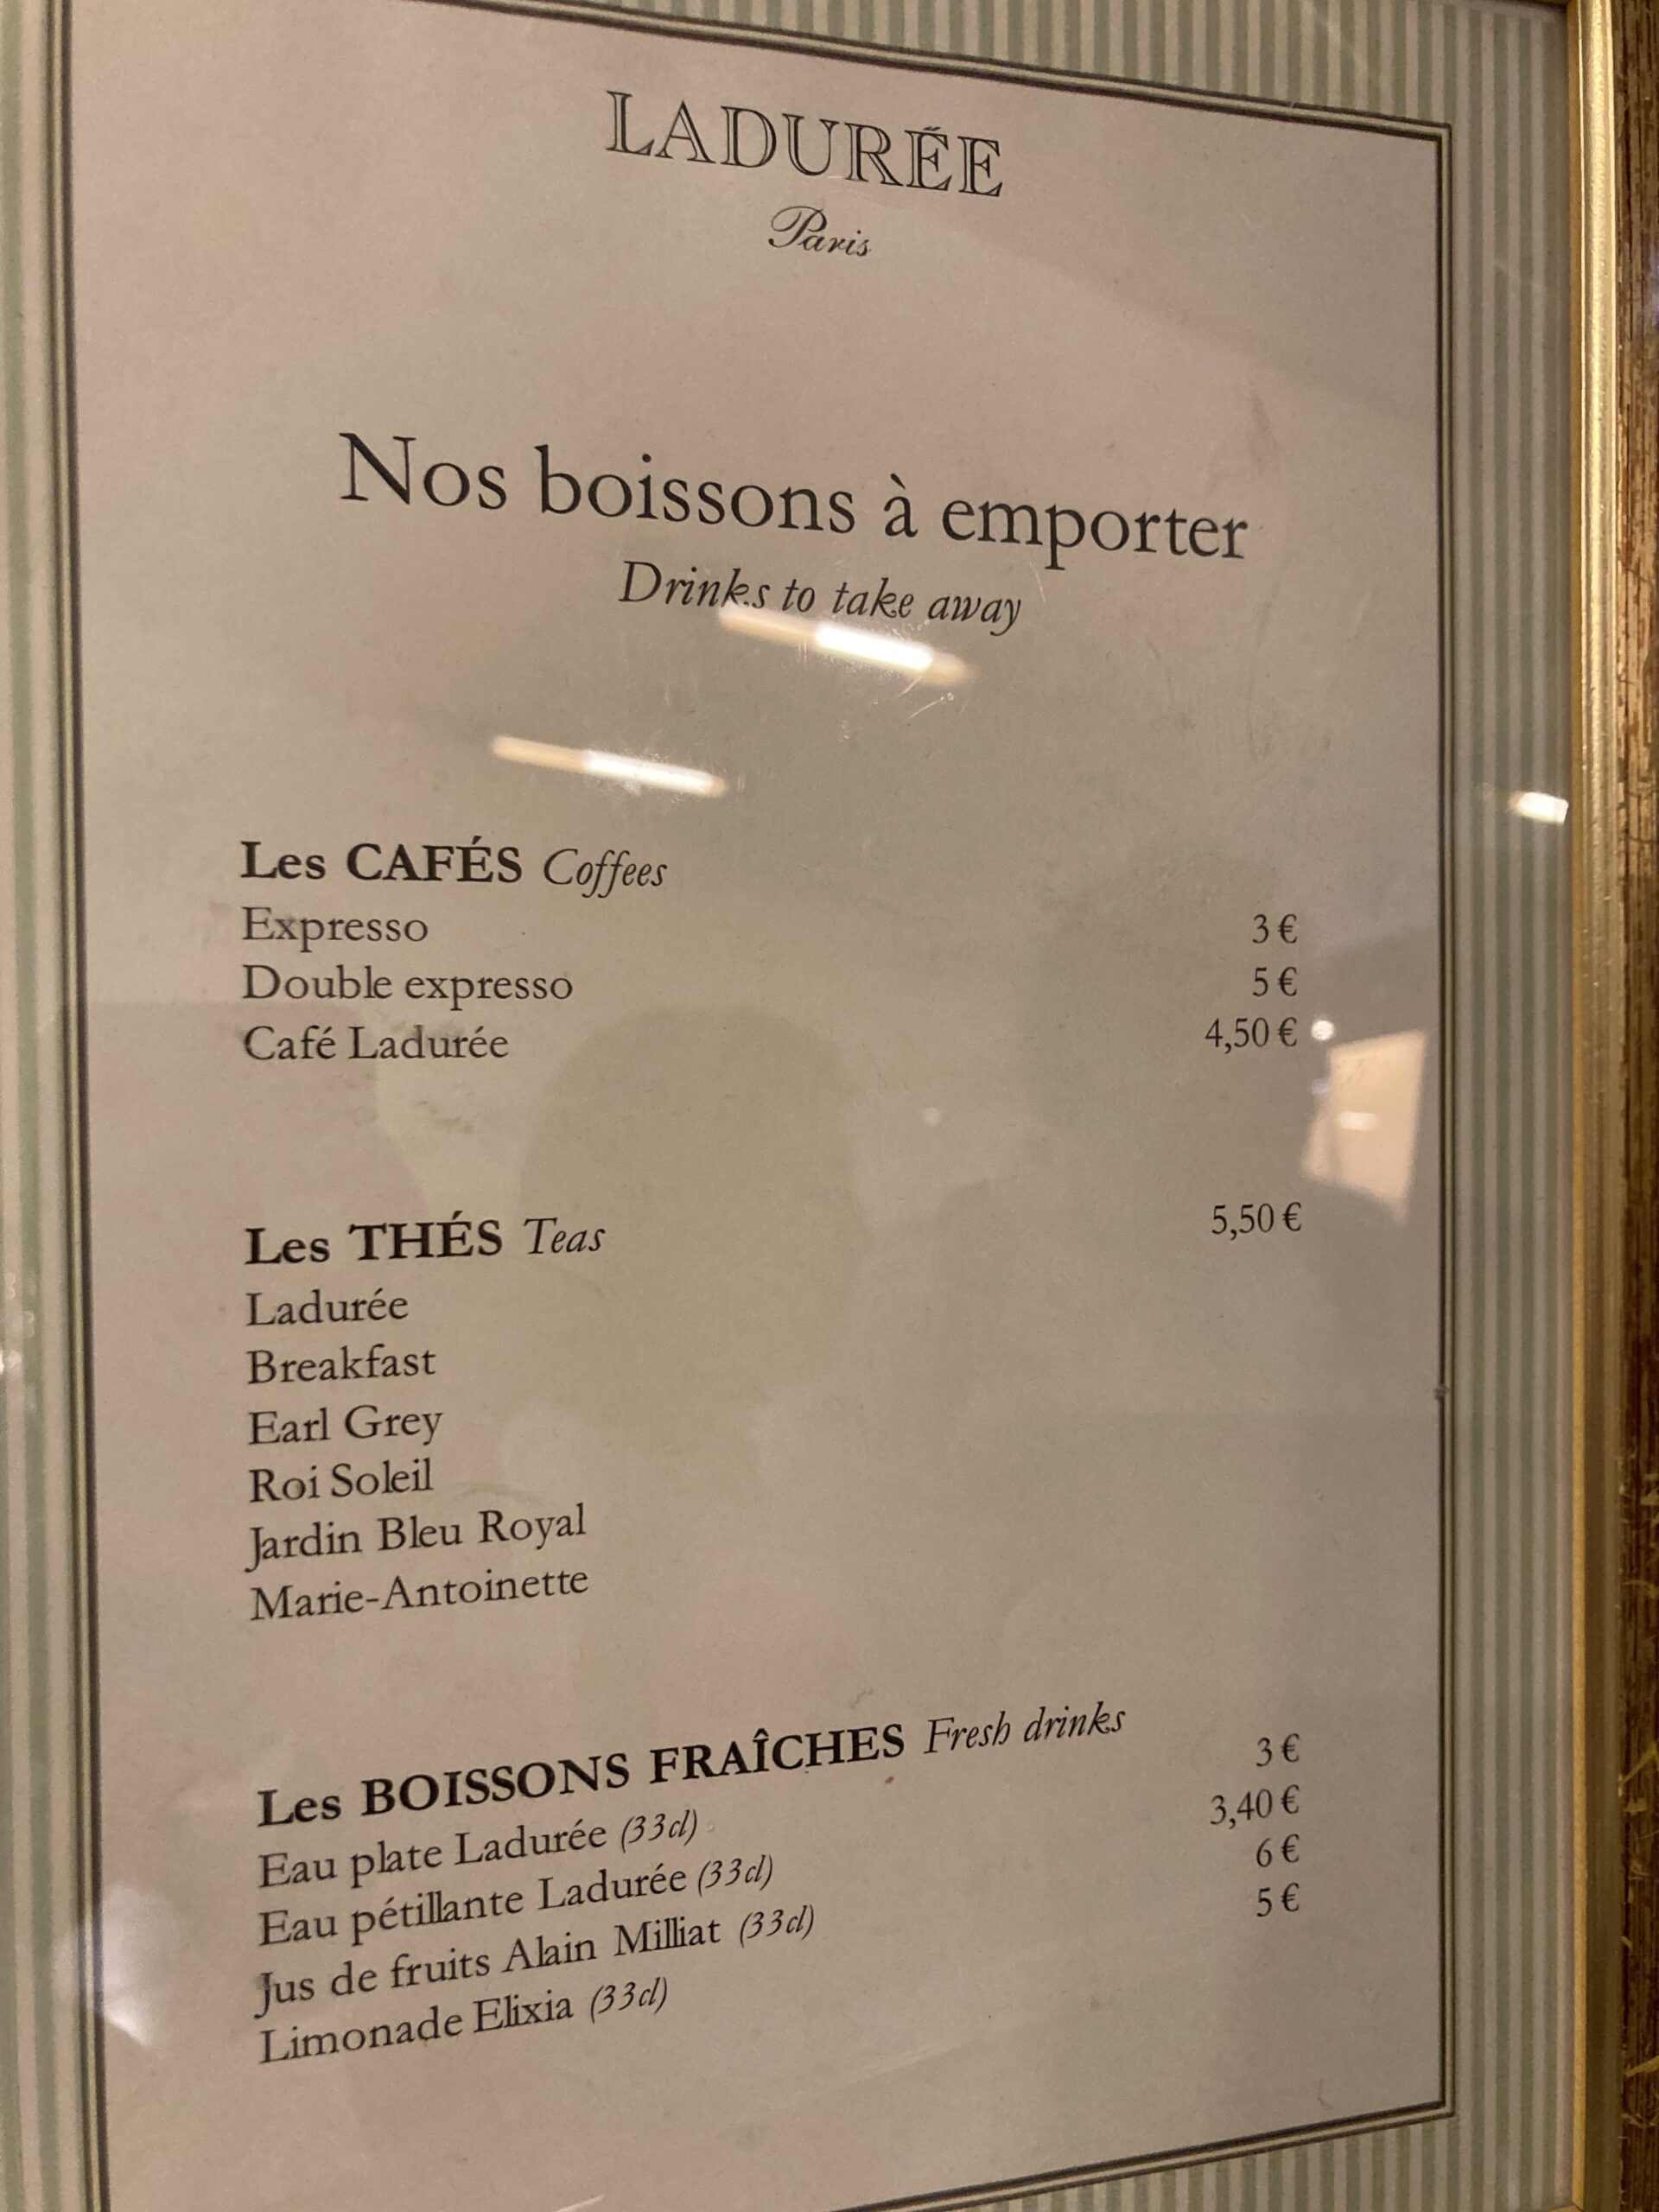 LADURÉE
Paris
Nos boissons à emporter
Drinks to take away
Les CAFÉS Coffees
Expresso 3 €
Double expresso 5 €
Café Ladurée 4,50 €
Les THÉS Teas 5,50 €
Ladurée
Breakfast
Earl Grey
Roi Soleil
Jardin Bleu Royal
Marie-Antoinette
Les BOISSONS FRAÎCHES Fresh drinks
Eau plate Ladurée (33cl) 3 €
Eau pétillante Ladurée (33cl) 3,40 €
Jus de fruits Alain Milliat (33cl) 6 €
Limonade Elixia (33cl) 5 €